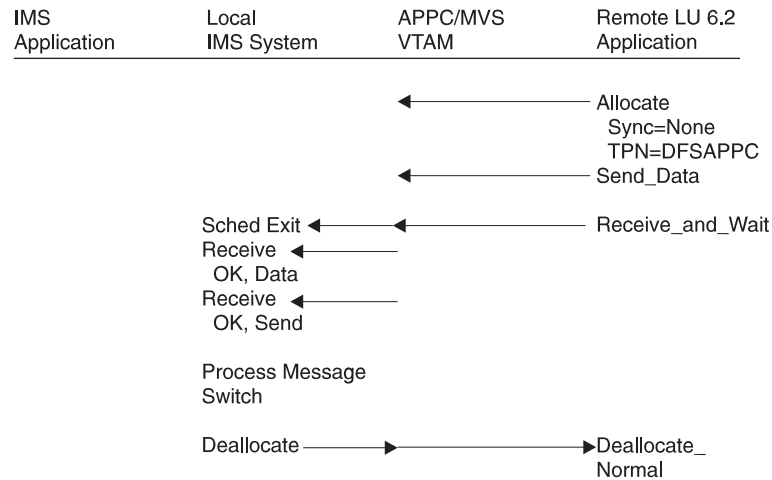 IMS Application
Local IMS System
APPC/MVS VTAM
Remote LU 6.2 Application
Allocate
Sync=None
TPN=DFSAPPC
Send_Data
Sched Exit
Receive_and_Wait
Receive
OK, Data
Receive
OK, Send
Process Message
Switch
Deallocate
Deallocate_
Normal